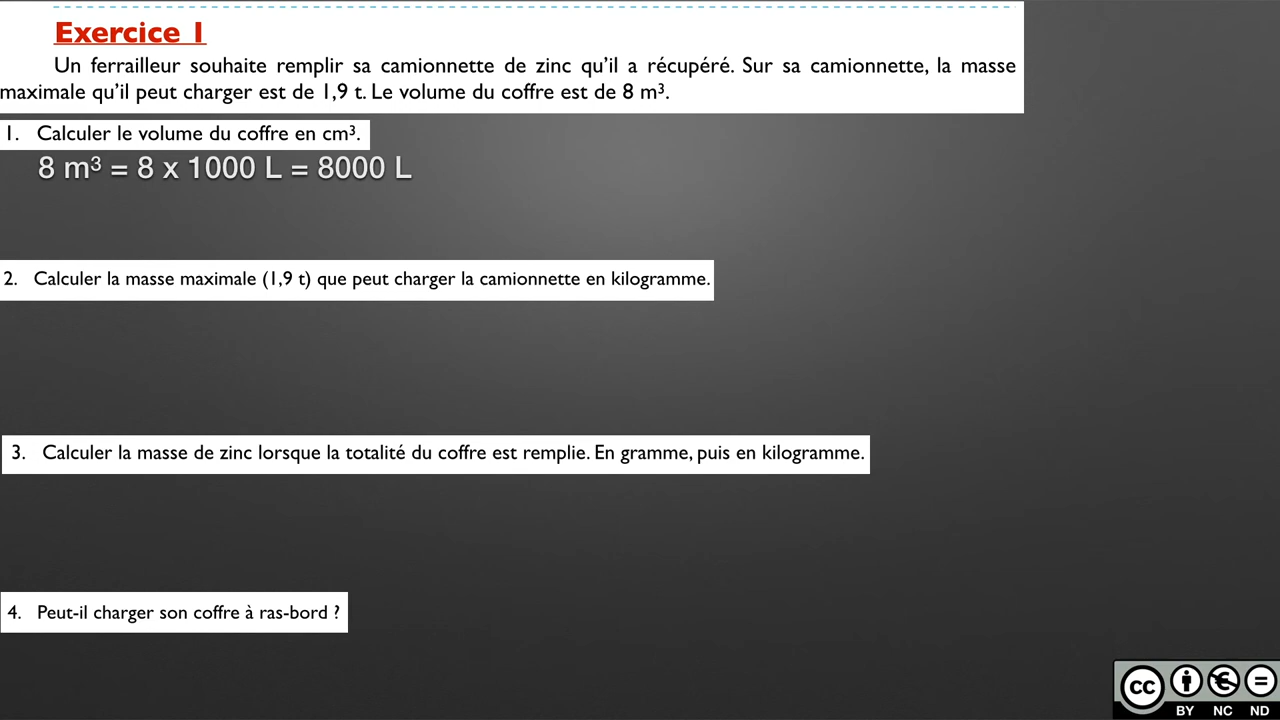 Exercice 1
Un ferrailleur souhaite remplir sa camionnette de zinc qu’il a récupéré. Sur sa camionnette, la masse
maximale qu’il peut charger est de 1,9 t. Le volume du coffre est de 8 m³.
1. Calculer le volume du coffre en cm³.
8 m³ = 8 x 1000 L = 8000 L
2. Calculer la masse maximale (1,9 t) que peut charger la camionnette en kilogramme.
3. Calculer la masse de zinc lorsque la totalité du coffre est remplie. En gramme, puis en kilogramme.
4. Peut-il charger son coffre à ras-bord ?
cc
BY NC ND